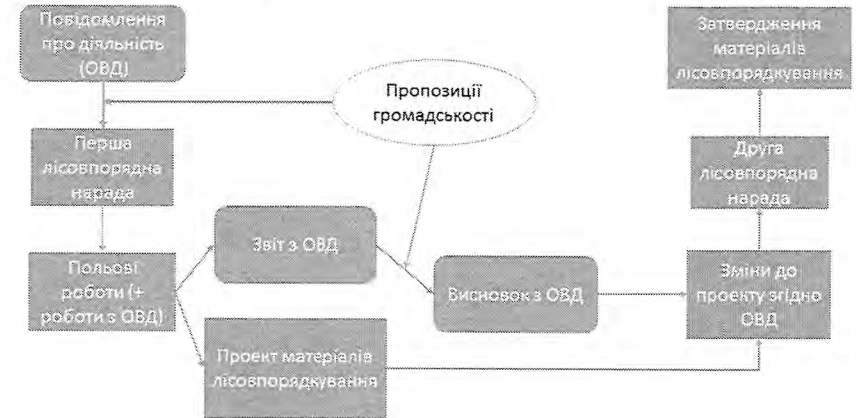 Повідомлення
про діяльність
(ОВД)
Пропозиції
громадськості
Затвердження
матеріалів
лісовпорядкування
Перша
лісовпорядна
нарада
Друга
лісовпорядна
нарада
Звіт з ОВД
Польові
роботи (+
роботи з ОВД)
Висновок з ОВД
Зміни до
проекту згідно
ОВД
Проект матеріалів
лісовпорядкування